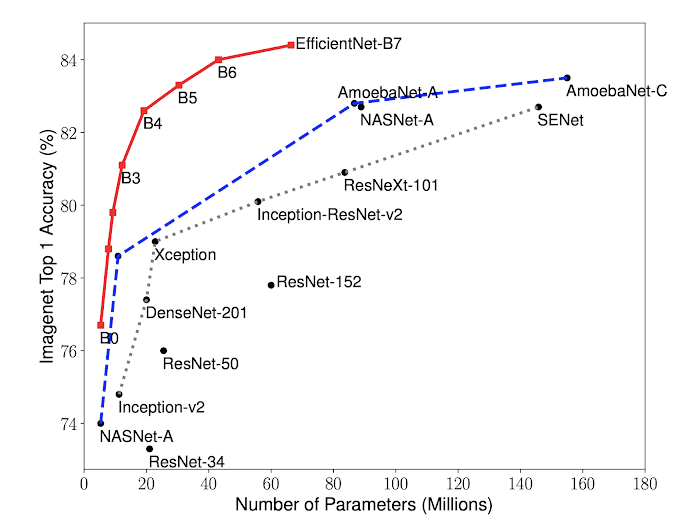 EfficientNet-B7
84
B6
AmoebaNet-A
AmoebaNet-C
B5
NASNet-A
SENet
B4
82
B3
ResNeXt-101
80
Inception-ResNet-v2
Xception
78
ResNet-152
DenseNet-201
B0
76
ResNet-50
Inception-v2
74
NASNet-A
ResNet-34
0 20 40 60 80 100 120 140 160 180
Number of Parameters (Millions)
Imagenet Top 1 Accuracy (%)